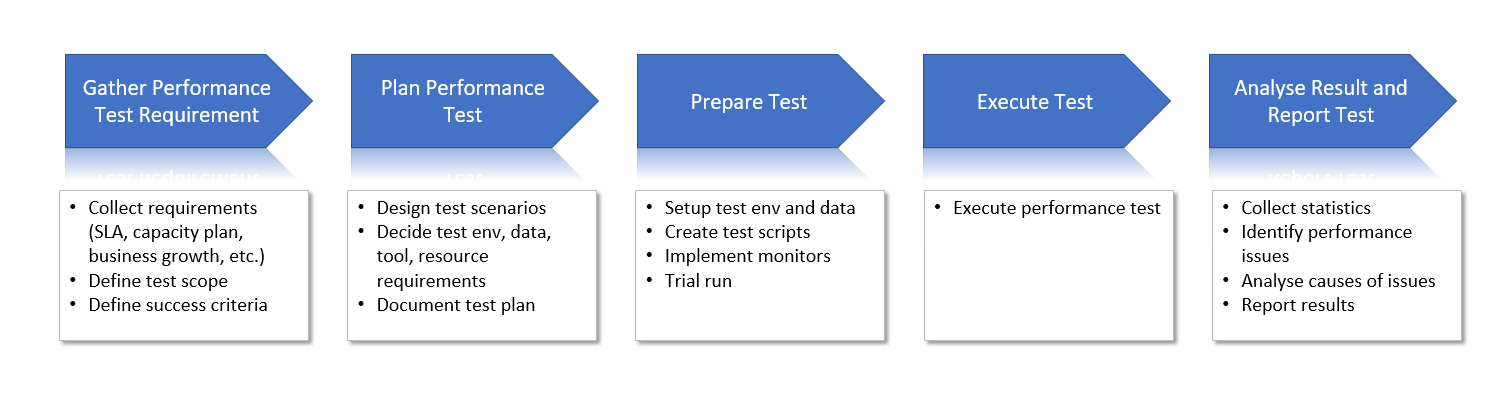 Gather Performance
Test Requirement
Plan Performance
Test
Prepare Test
Execute Test
Analyse Result and
Report Test
• Collect requirements
(SLA, capacity plan,
business growth, etc.)
• Define test scope
• Define success criteria
• Design test scenarios
• Decide test env, data,
tool, resource
requirements
• Document test plan
• Setup test env and data
• Create test scripts
• Implement monitors
• Trial run
• Execute performance test
• Collect statistics
• Identify performance
issues
• Analyse causes of issues
• Report results